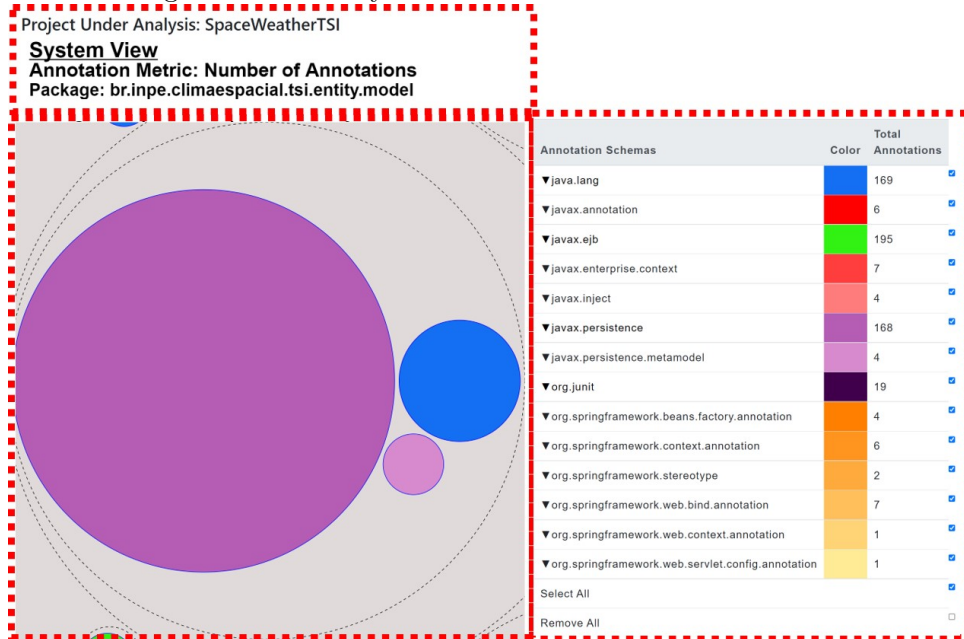 Project Under Analysis: SpaceWeatherTSI
System View
Annotation Metric: Number of Annotations
Package: br.inpe.climaespacial.tsi.entity.model
Annotation Schemas Color Total Annotations
▼java.lang 169
▼javax.annotation 6
▼javax.ejb 195
▼javax.enterprise.context 7
▼javax.inject 4
▼javax.persistence 168
▼javax.persistence.metamodel 4
▼org.junit 19
▼org.springframework.beans.factory.annotation 4
▼org.springframework.context.annotation 6
▼org.springframework.stereotype 2
▼org.springframework.web.bind.annotation 7
▼org.springframework.web.context.annotation 1
▼org.springframework.web.servlet.config.annotation 1
Select All
Remove All